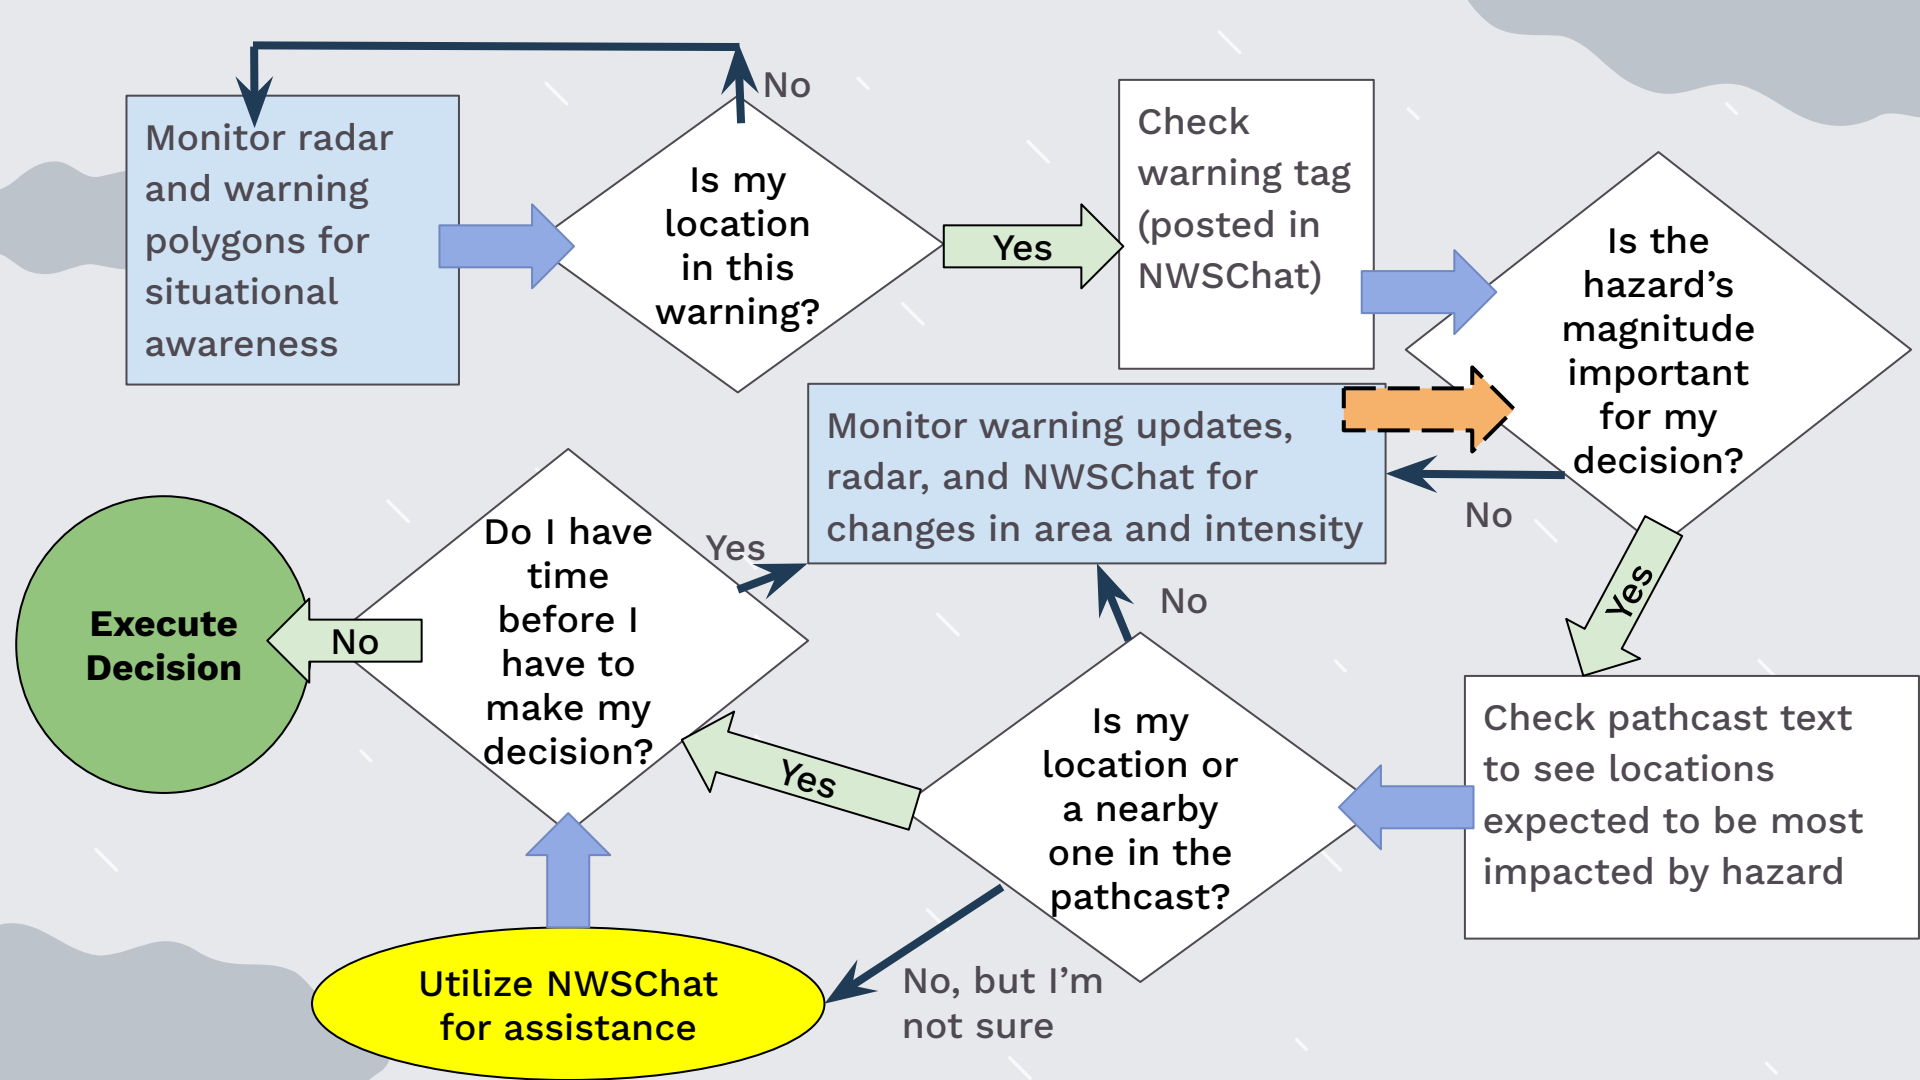 No
Monitor radar
and warning
polygons for
situational
awareness
Is my
location
in this
warning?
Yes
Check
warning tag
(posted in
NWSChat)
Is the
hazard’s
magnitude
important
for my
decision?
No
Yes
Monitor warning updates,
radar, and NWSChat for
changes in area and intensity
Check pathcast text
to see locations
expected to be most
impacted by hazard
Is my
location or
a nearby
one in the
pathcast?
No
Yes
No, but I’m
not sure
Utilize NWSChat
for assistance
Do I have
time
before I
have to
make my
decision?
Yes
No
Execute
Decision